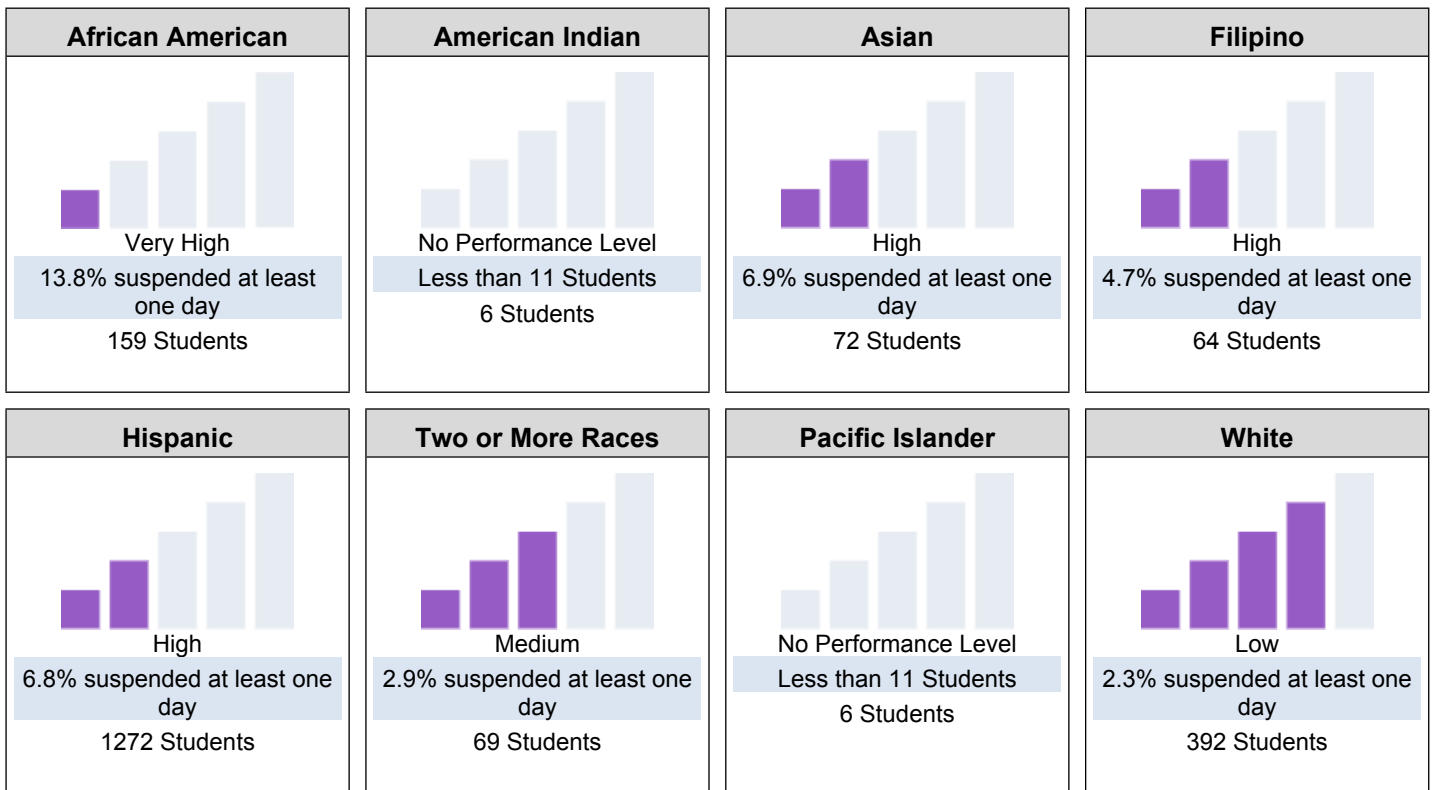 African American
Very High
13.8% suspended at least
one day
159 Students
American Indian
No Performance Level
Less than 11 Students
6 Students
Asian
High
6.9% suspended at least one
day
72 Students
Filipino
High
4.7% suspended at least one
day
64 Students
Hispanic
High
6.8% suspended at least one
day
1272 Students
Two or More Races
Medium
2.9% suspended at least one
day
69 Students
Pacific Islander
No Performance Level
Less than 11 Students
6 Students
White
Low
2.3% suspended at least one
day
392 Students